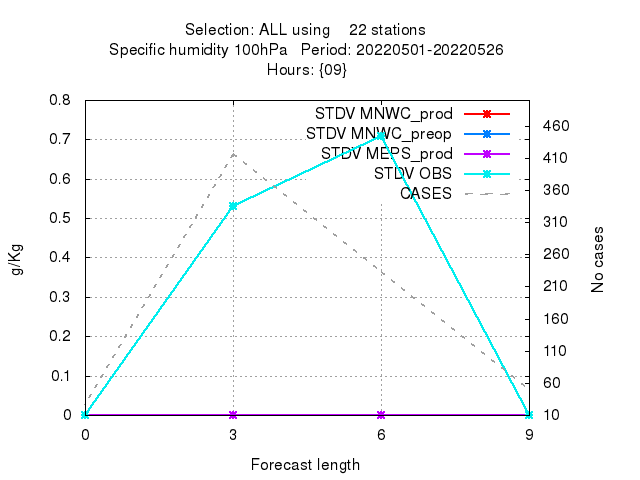 Selection: ALL using    22 stations
Specific humidity 100hPa   Period: 20220501-20220526
Hours: {09}
STDV MNWC_prod
STDV MNWC_preop
STDV MEPS_prod
STDV OBS
CASES
0.8
0.7
0.6
0.5
0.4
0.3
0.2
0.1
0
g/Kg
460
410
360
310
260
210
160
110
60
10
No cases
0 3 6 9
Forecast length